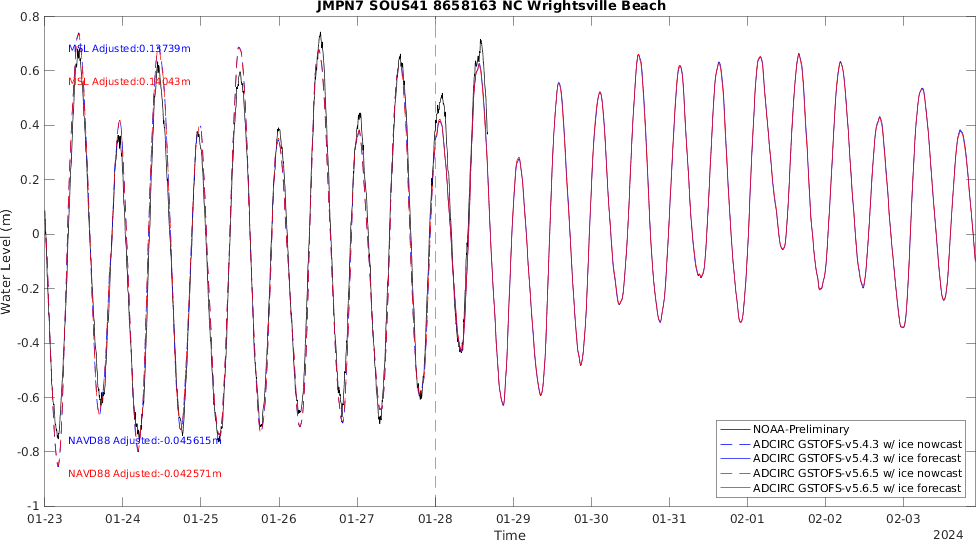 JMPN7 SOUS41 8658163 NC Wrightsville Beach
0.8
0.6
0.4
0.2
0
-0.2
-0.4
-0.6
-0.8
-1
Water Level (m)
MSL Adjusted:0.13739m
MSL Adjusted:0.14043m
NAVD88 Adjusted:-0.045615m
NAVD88 Adjusted:-0.042571m
NOAA-Preliminary
ADCIRC GSTOFS-v5.4.3 w/ ice nowcast
ADCIRC GSTOFS-v5.4.3 w/ ice forecast
ADCIRC GSTOFS-v5.6.5 w/ ice nowcast
ADCIRC GSTOFS-v5.6.5 w/ ice forecast
01-23 01-24 01-25 01-26 01-27 01-28 01-29 01-30 01-31 02-01 02-02 02-03
Time
2024